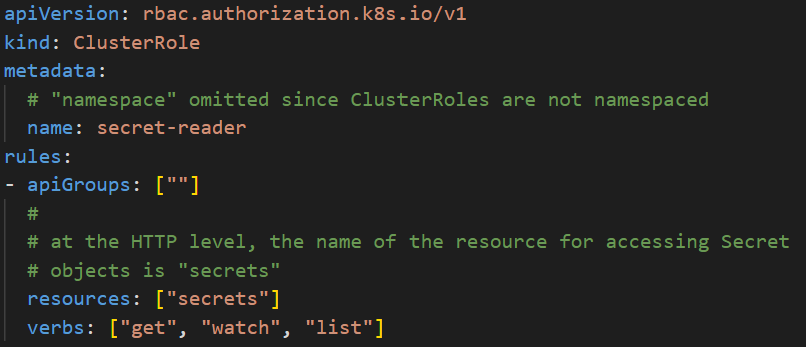 apiVersion: rbac.authorization.k8s.io/v1
kind: ClusterRole
metadata:
  # "namespace" omitted since ClusterRoles are not namespaced
  name: secret-reader
rules:
- apiGroups: [""]
  #
  # at the HTTP level, the name of the resource for accessing Secret
  # objects is "secrets"
  resources: ["secrets"]
  verbs: ["get", "watch", "list"]